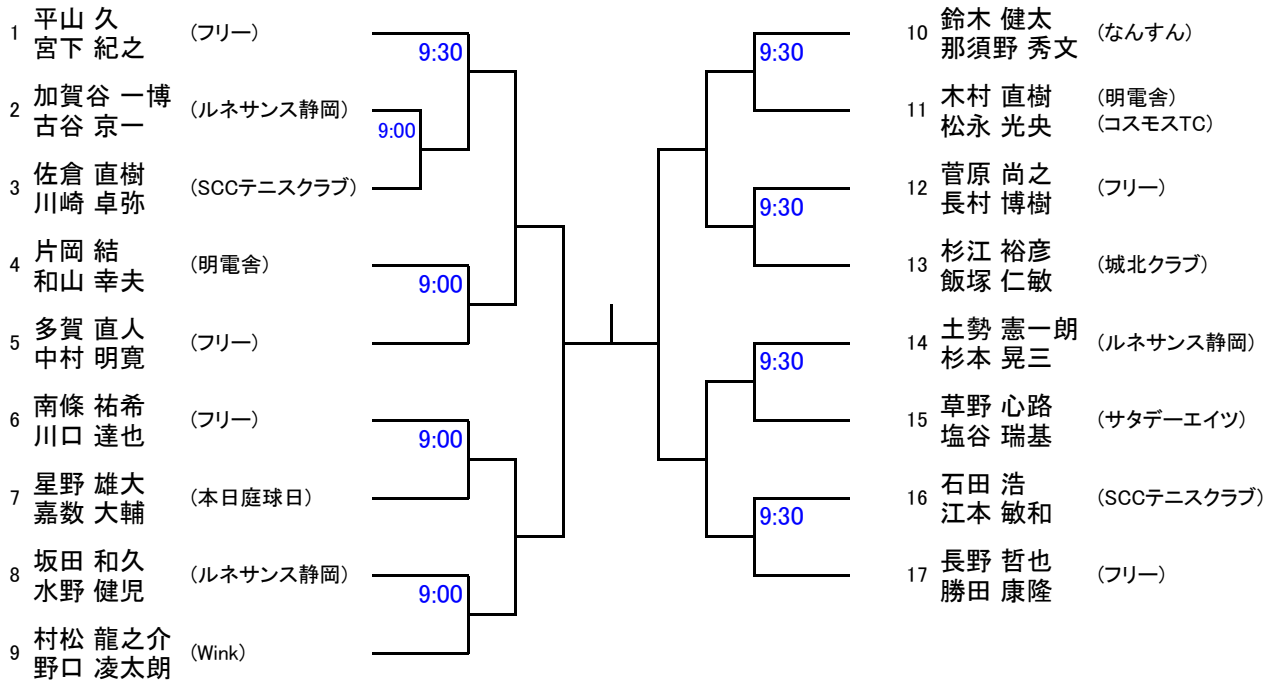 1 平山 久 (フリー)
宮下 紀之
9:30
2 加賀谷 一博 (ルネサンス静岡)
古谷 京一
9:00
3 佐倉 直樹 (SCCテニスクラブ)
川崎 卓弥
4 片岡 結 (明電舎)
和山 幸夫
9:00
5 多賀 直人 (フリー)
中村 明寛
6 南條 祐希 (フリー)
川口 達也
9:00
7 星野 雄大 (本日庭球日)
嘉数 大輔
8 坂田 和久 (ルネサンス静岡)
水野 健児
9:00
9 村松 龍之介 (Wink)
野口 凌太朗
10 鈴木 健太 (なんすん)
那須野 秀文
9:30
11 木村 直樹 (明電舎)
松永 光央 (コスモスTC)
12 菅原 尚之 (フリー)
長村 博樹
9:30
13 杉江 裕彦 (城北クラブ)
飯塚 仁敏
14 土勢 憲一朗 (ルネサンス静岡)
杉本 晃三
9:30
15 草野 心路 (サタデーエイツ)
塩谷 瑞基
16 石田 浩 (SCCテニスクラブ)
江本 敏和
9:30
17 長野 哲也 (フリー)
勝田 康隆